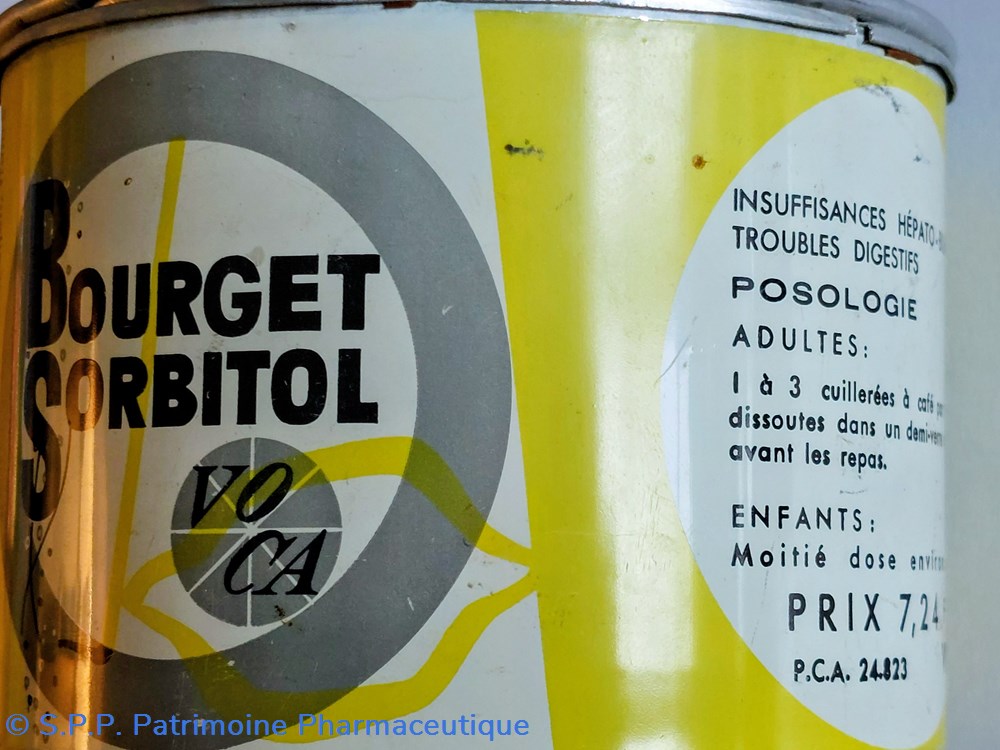 BOURGET
SORBITOL
VO
CA
INSUFFISANCES HÉPATO-
TROUBLES DIGESTIFS
POSOLOGIE
ADULTES:
1 à 3 cuillerées à café
dissoutes dans un
avant les repas.
ENFANTS:
Moitié dose
PRIX 7,24
P.C.A. 24.823
© S.P.P. Patrimoine Pharmaceutique